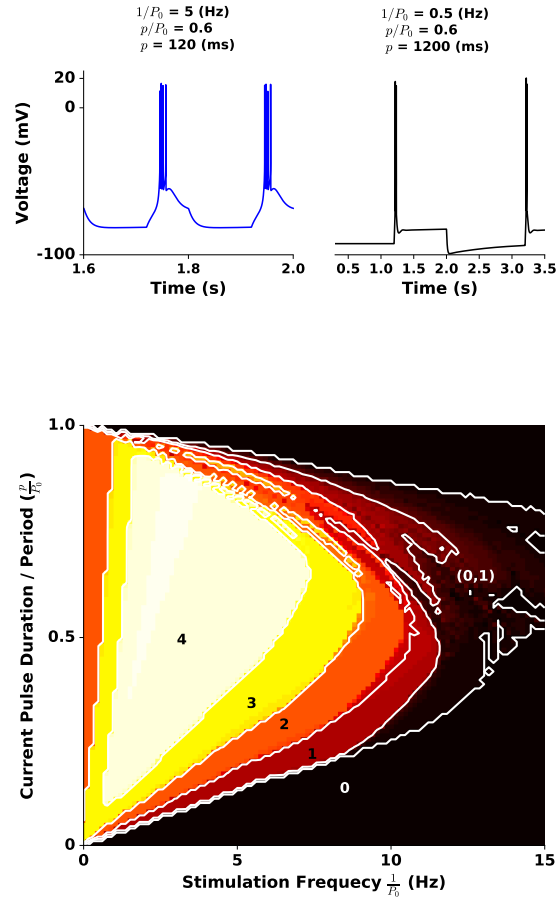 1/P₀ = 5 (Hz)
p/P₀ = 0.6
p = 120 (ms)
1/P₀ = 0.5 (Hz)
p/P₀ = 0.6
p = 1200 (ms)
Voltage (mV)
20
0
-100
1.6 1.8 2.0
Time (s)
0.5 1.0 1.5 2.0 2.5 3.0 3.5
Time (s)
Current Pulse Duration / Period (p/P₀)
1.0
0.5
0
(0,1)
4
3
2
1
0
0 5 10 15
Stimulation Frequecy 1/P₀ (Hz)